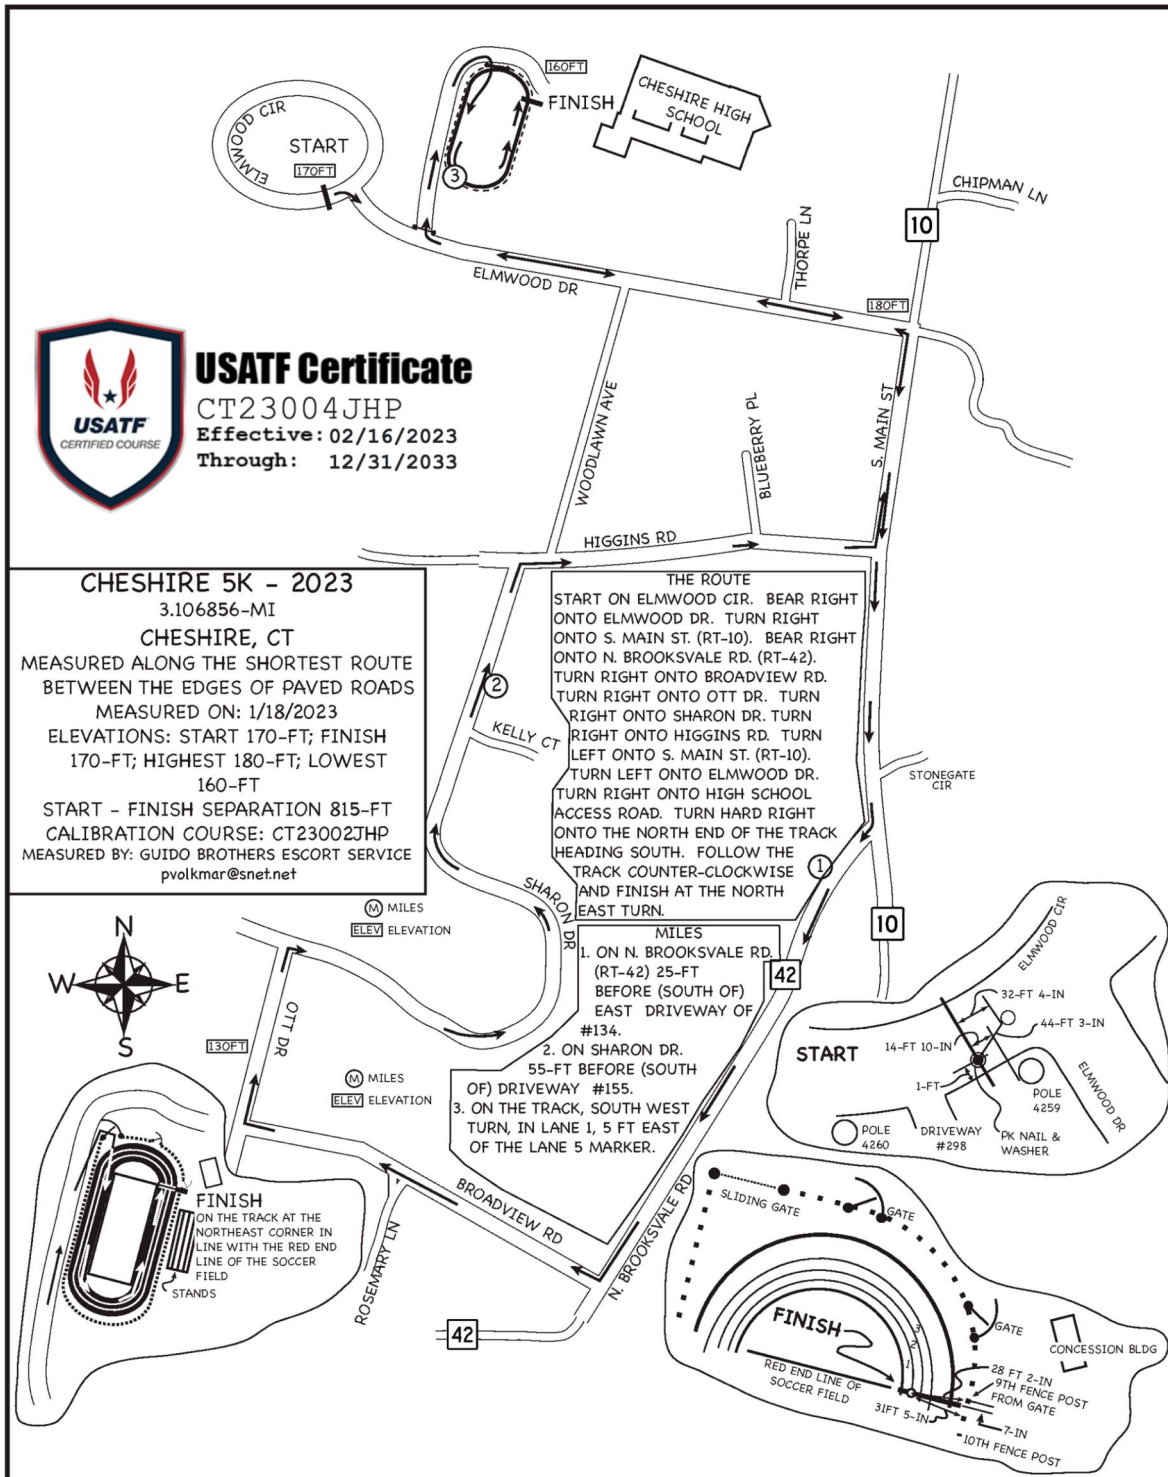 160FT
FINISH
CHESHIRE HIGH
SCHOOL
ELMWOOD CIR
START
170FT
3
CHIPMAN LN
10
THORPE LN
ELMWOOD DR
180FT
USATF
CERTIFIED COURSE
USATF Certificate
CT23004JHP
Effective: 02/16/2023
Through: 12/31/2033
WOODLAWN AVE
BLUEBERRY PL
S. MAIN ST
HIGGINS RD
CHESHIRE 5K - 2023
3.106856-MI
CHESHIRE, CT
MEASURED ALONG THE SHORTEST ROUTE
BETWEEN THE EDGES OF PAVED ROADS
MEASURED ON: 1/18/2023
ELEVATIONS: START 170-FT; FINISH
170-FT; HIGHEST 180-FT; LOWEST
160-FT
START - FINISH SEPARATION 815-FT
CALIBRATION COURSE: CT23002JHP
MEASURED BY: GUIDO BROTHERS ESCORT SERVICE
pvolkmar@snet.net
THE ROUTE
START ON ELMWOOD CIR. BEAR RIGHT
ONTO ELMWOOD DR. TURN RIGHT
ONTO S. MAIN ST. (RT-10). BEAR RIGHT
ONTO N. BROOKSVALE RD. (RT-42).
TURN RIGHT ONTO BROADVIEW RD.
TURN RIGHT ONTO OTT DR. TURN
RIGHT ONTO SHARON DR. TURN
RIGHT ONTO HIGGINS RD. TURN
LEFT ONTO S. MAIN ST. (RT-10).
TURN LEFT ONTO ELMWOOD DR.
TURN RIGHT ONTO HIGH SCHOOL
ACCESS ROAD. TURN HARD RIGHT
ONTO THE NORTH END OF THE TRACK
HEADING SOUTH. FOLLOW THE
TRACK COUNTER-CLOCKWISE
AND FINISH AT THE NORTH
EAST TURN.
2
KELLY CT
STONEGATE
CIR
1
SHARON DR
M MILES
ELEV ELEVATION
10
42
MILES
1. ON N. BROOKSVALE RD.
(RT-42) 25-FT
BEFORE (SOUTH OF)
EAST DRIVEWAY OF
#134.
2. ON SHARON DR.
55-FT BEFORE (SOUTH
OF) DRIVEWAY #155.
3. ON THE TRACK, SOUTH WEST
TURN, IN LANE 1, 5 FT EAST
OF THE LANE 5 MARKER.
N
W
E
S
OTT DR
130FT
M MILES
ELEV ELEVATION
ELMWOOD CIR
32-FT 4-IN
44-FT 3-IN
14-FT 10-IN
START
1-FT
POLE
4259
ELMWOOD DR
POLE
4260
DRIVEWAY
#298
PK NAIL &
WASHER
FINISH
ON THE TRACK AT THE
NORTHEAST CORNER IN
LINE WITH THE RED END
LINE OF THE SOCCER
FIELD
STANDS
BROADVIEW RD
ROSEMARY LN
N. BROOKSVALE RD
42
SLIDING GATE
GATE
GATE
FINISH
3
2
1
RED END LINE OF
SOCCER FIELD
CONCESSION BLDG
28 FT 2-IN
9TH FENCE POST
FROM GATE
31FT 5-IN
7-IN
10TH FENCE POST